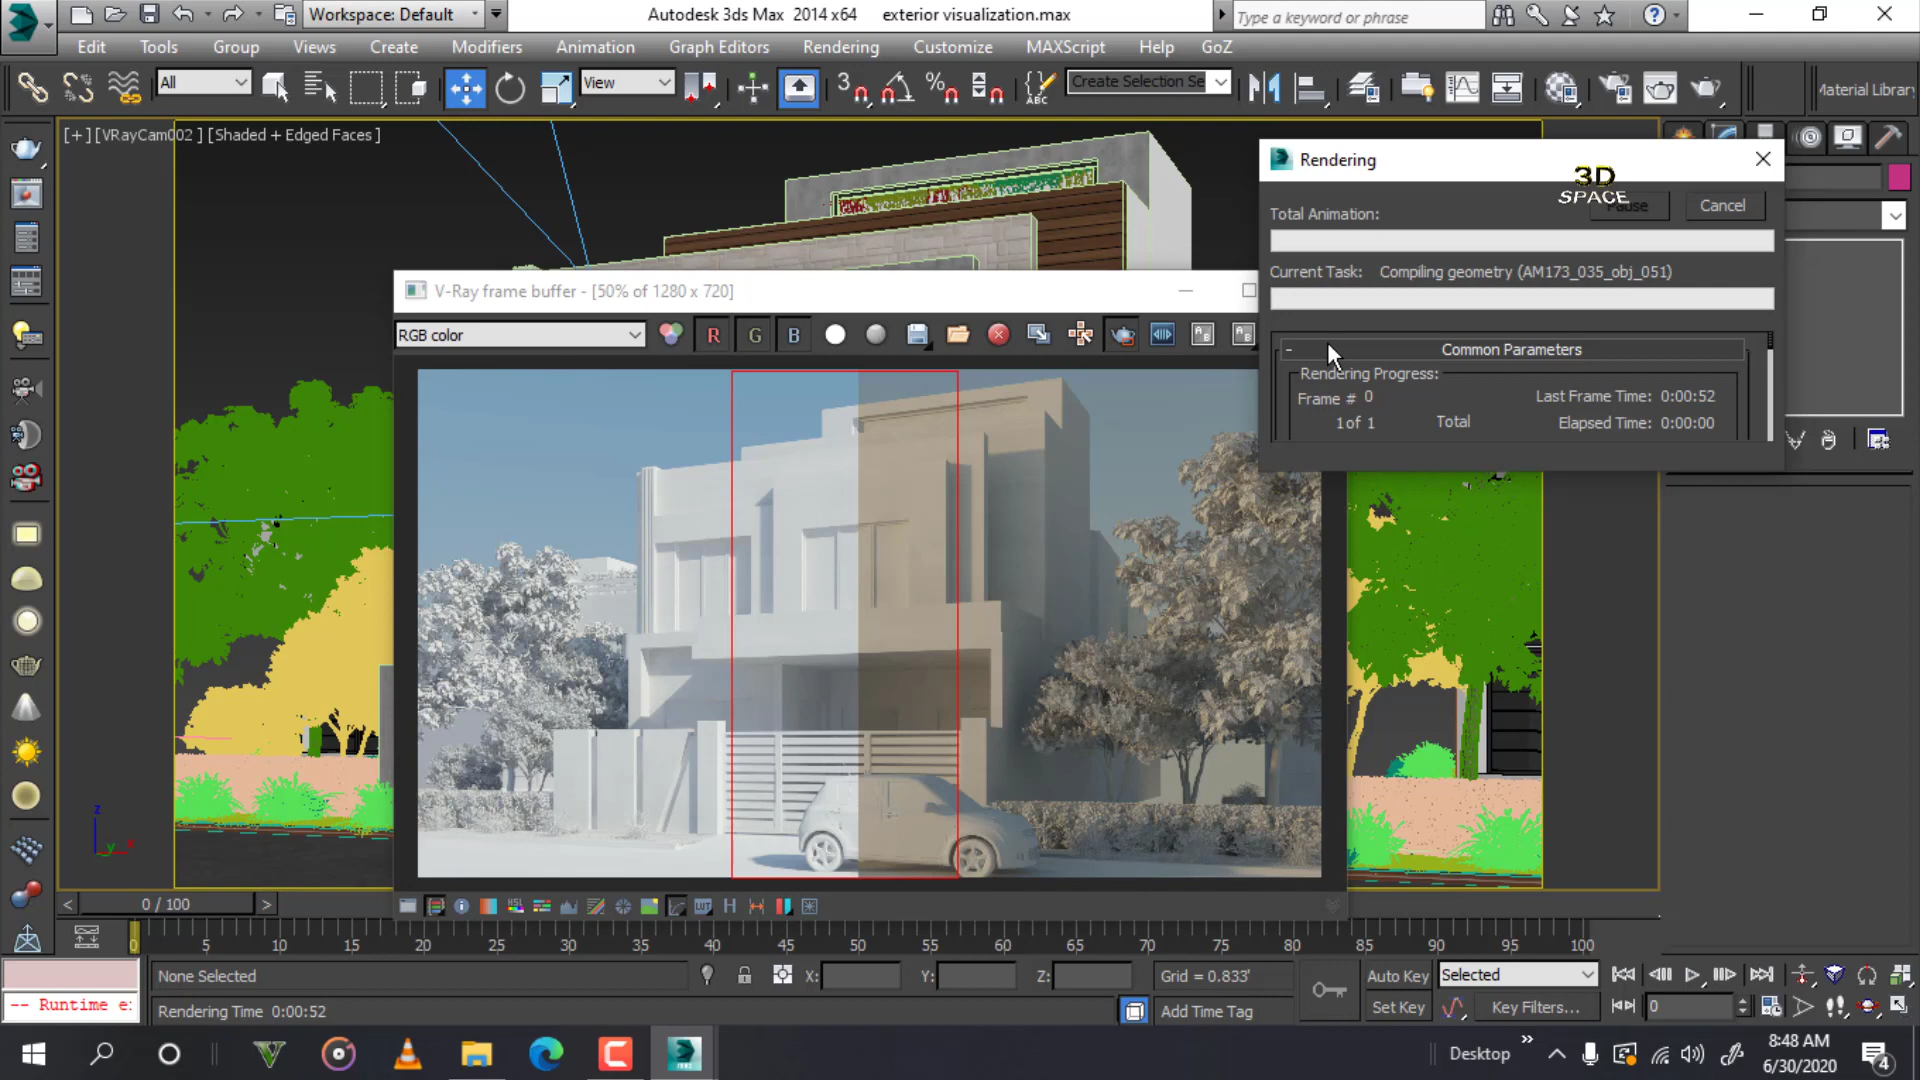 Workspace: Default
Autodesk 3ds Max 2014 x64 exterior visualization.max
Type a keyword or phrase
Edit Tools Group Views Create Modifiers Animation Graph Editors Rendering Customize MAXScript Help GoZ
All
View
3
ABC
Create Selection Se
Material Library
[+] [VRayCam002 ] [Shaded + Edged Faces ]
Rendering
3D
SPACE
Pause
Cancel
Total Animation:
Current Task: Compiling geometry (AM173_035_obj_051)
- Common Parameters
Rendering Progress:
Frame # 0
Last Frame Time: 0:00:52
1 of 1 Total
Elapsed Time: 0:00:00
V-Ray frame buffer - [50% of 1280 x 720]
RGB color
R G B
HSL
LUT
H
z
y
x
< 0 / 100 >
0 5 10 15 20 25 30 35 40 45 50 55 60 65 70 75 80 85 90 95 100
None Selected
X: Y: Z:
Grid = 0.833'
Auto Key
Selected
-- Runtime e:
Rendering Time 0:00:52
Add Time Tag
Set Key
Key Filters...
0
Desktop
8:48 AM
6/30/2020
4